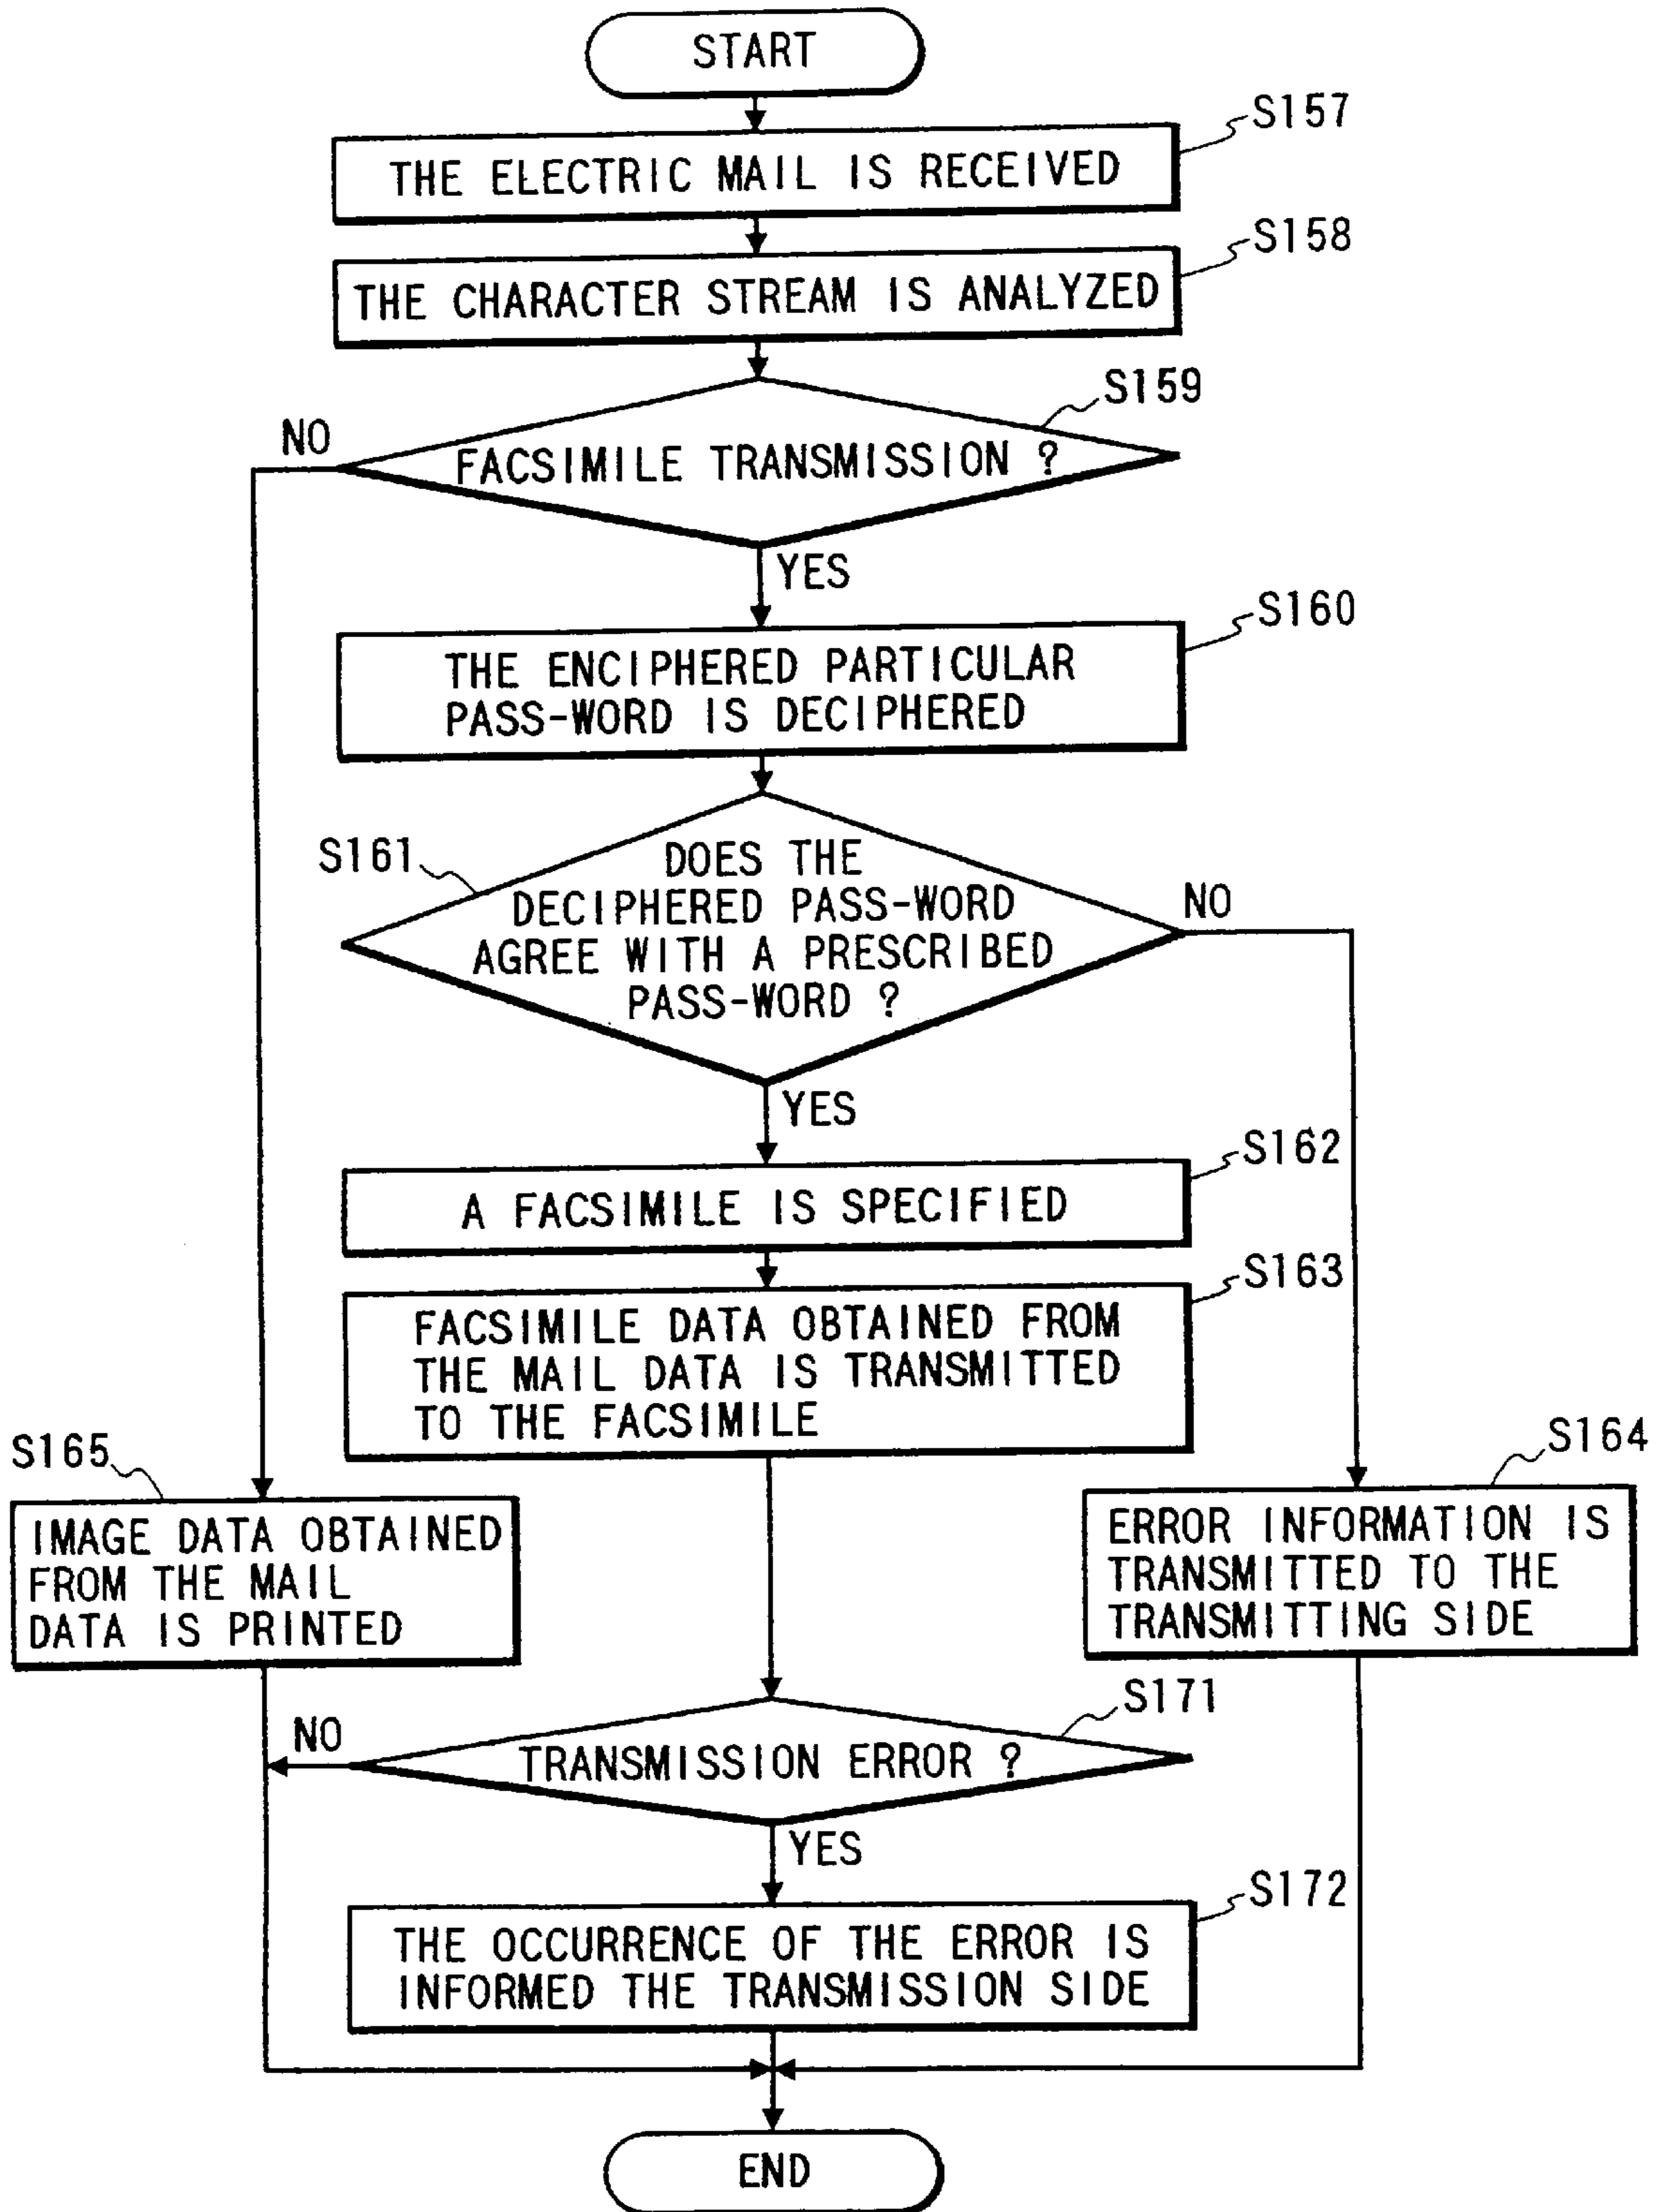 START
S157
THE ELECTRIC MAIL IS RECEIVED
S158
THE CHARACTER STREAM IS ANALYZED
S159
NO
FACSIMILE TRANSMISSION ?
YES
S160
THE ENCIPHERED PARTICULAR
PASS-WORD IS DECIPHERED
S161
DOES THE
DECIPHERED PASS-WORD
AGREE WITH A PRESCRIBED
PASS-WORD ?
NO
YES
S162
A FACSIMILE IS SPECIFIED
S163
FACSIMILE DATA OBTAINED FROM
THE MAIL DATA IS TRANSMITTED
TO THE FACSIMILE
S165
IMAGE DATA OBTAINED
FROM THE MAIL
DATA IS PRINTED
S164
ERROR INFORMATION IS
TRANSMITTED TO THE
TRANSMITTING SIDE
S171
NO
TRANSMISSION ERROR ?
YES
S172
THE OCCURRENCE OF THE ERROR IS
INFORMED THE TRANSMISSION SIDE
END